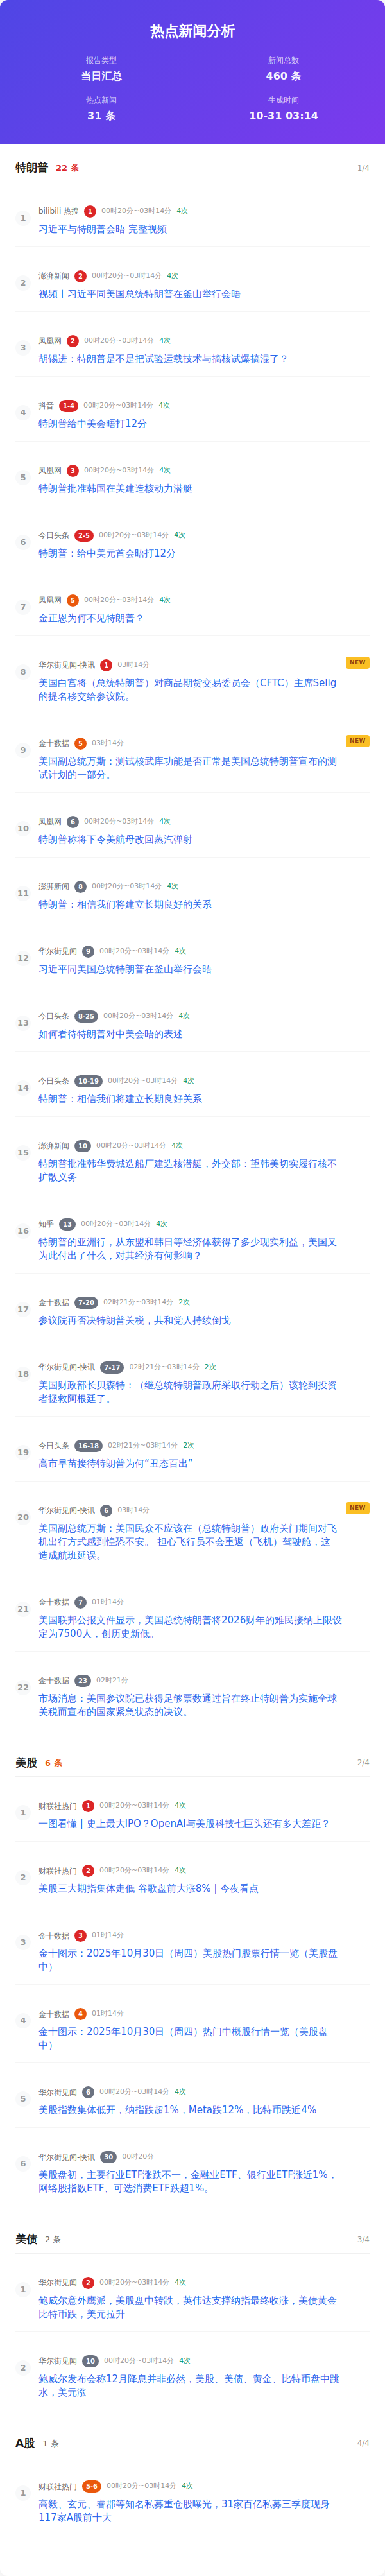 热点新闻分析
报告类型
当日汇总
新闻总数
460 条
热点新闻
31 条
生成时间
10-31 03:14
特朗普 22 条 1/4
1 bilibili 热搜 1 00时20分~03时14分 4次
习近平与特朗普会晤 完整视频
2 澎湃新闻 2 00时20分~03时14分 4次
视频丨习近平同美国总统特朗普在釜山举行会晤
3 凤凰网 2 00时20分~03时14分 4次
胡锡进：特朗普是不是把试验运载技术与搞核试爆搞混了？
4 抖音 1-4 00时20分~03时14分 4次
特朗普给中美会晤打12分
5 凤凰网 3 00时20分~03时14分 4次
特朗普批准韩国在美建造核动力潜艇
6 今日头条 2-5 00时20分~03时14分 4次
特朗普：给中美元首会晤打12分
7 凤凰网 5 00时20分~03时14分 4次
金正恩为何不见特朗普？
8 华尔街见闻-快讯 1 03时14分 NEW
美国白宫将（总统特朗普）对商品期货交易委员会（CFTC）主席Selig
的提名移交给参议院。
9 金十数据 5 03时14分 NEW
美国副总统万斯：测试核武库功能是否正常是美国总统特朗普宣布的测
试计划的一部分。
10 凤凰网 6 00时20分~03时14分 4次
特朗普称将下令美航母改回蒸汽弹射
11 澎湃新闻 8 00时20分~03时14分 4次
特朗普：相信我们将建立长期良好的关系
12 华尔街见闻 9 00时20分~03时14分 4次
习近平同美国总统特朗普在釜山举行会晤
13 今日头条 8-25 00时20分~03时14分 4次
如何看待特朗普对中美会晤的表述
14 今日头条 10-19 00时20分~03时14分 4次
特朗普：相信我们将建立长期良好关系
15 澎湃新闻 10 00时20分~03时14分 4次
特朗普批准韩华费城造船厂建造核潜艇，外交部：望韩美切实履行核不
扩散义务
16 知乎 13 00时20分~03时14分 4次
特朗普的亚洲行，从东盟和日韩等经济体获得了多少现实利益，美国又
为此付出了什么，对其经济有何影响？
17 金十数据 7-20 02时21分~03时14分 2次
参议院再否决特朗普关税，共和党人持续倒戈
18 华尔街见闻-快讯 7-17 02时21分~03时14分 2次
美国财政部长贝森特：（继总统特朗普政府采取行动之后）该轮到投资
者拯救阿根廷了。
19 今日头条 16-18 02时21分~03时14分 2次
高市早苗接待特朗普为何“丑态百出”
20 华尔街见闻-快讯 6 03时14分 NEW
美国副总统万斯：美国民众不应该在（总统特朗普）政府关门期间对飞
机出行方式感到惶恐不安。 担心飞行员不会重返（飞机）驾驶舱，这
造成航班延误。
21 金十数据 7 01时14分
美国联邦公报文件显示，美国总统特朗普将2026财年的难民接纳上限设
定为7500人，创历史新低。
22 金十数据 23 02时21分
市场消息：美国参议院已获得足够票数通过旨在终止特朗普为实施全球
关税而宣布的国家紧急状态的决议。
美股 6 条 2/4
1 财联社热门 1 00时20分~03时14分 4次
一图看懂 | 史上最大IPO？OpenAI与美股科技七巨头还有多大差距？
2 财联社热门 2 00时20分~03时14分 4次
美股三大期指集体走低 谷歌盘前大涨8% | 今夜看点
3 金十数据 3 01时14分
金十图示：2025年10月30日（周四）美股热门股票行情一览（美股盘
中）
4 金十数据 4 01时14分
金十图示：2025年10月30日（周四）热门中概股行情一览（美股盘
中）
5 华尔街见闻 6 00时20分~03时14分 4次
美股指数集体低开，纳指跌超1%，Meta跌12%，比特币跌近4%
6 华尔街见闻-快讯 30 00时20分
美股盘初，主要行业ETF涨跌不一，金融业ETF、银行业ETF涨近1%，
网络股指数ETF、可选消费ETF跌超1%。
美债 2 条 3/4
1 华尔街见闻 2 00时20分~03时14分 4次
鲍威尔意外鹰派，美股盘中转跌，英伟达支撑纳指最终收涨，美债黄金
比特币跌，美元拉升
2 华尔街见闻 10 00时20分~03时14分 4次
鲍威尔发布会称12月降息并非必然，美股、美债、黄金、比特币盘中跳
水，美元涨
A股 1 条 4/4
1 财联社热门 5-6 00时20分~03时14分 4次
高毅、玄元、睿郡等知名私募重仓股曝光，31家百亿私募三季度现身
117家A股前十大